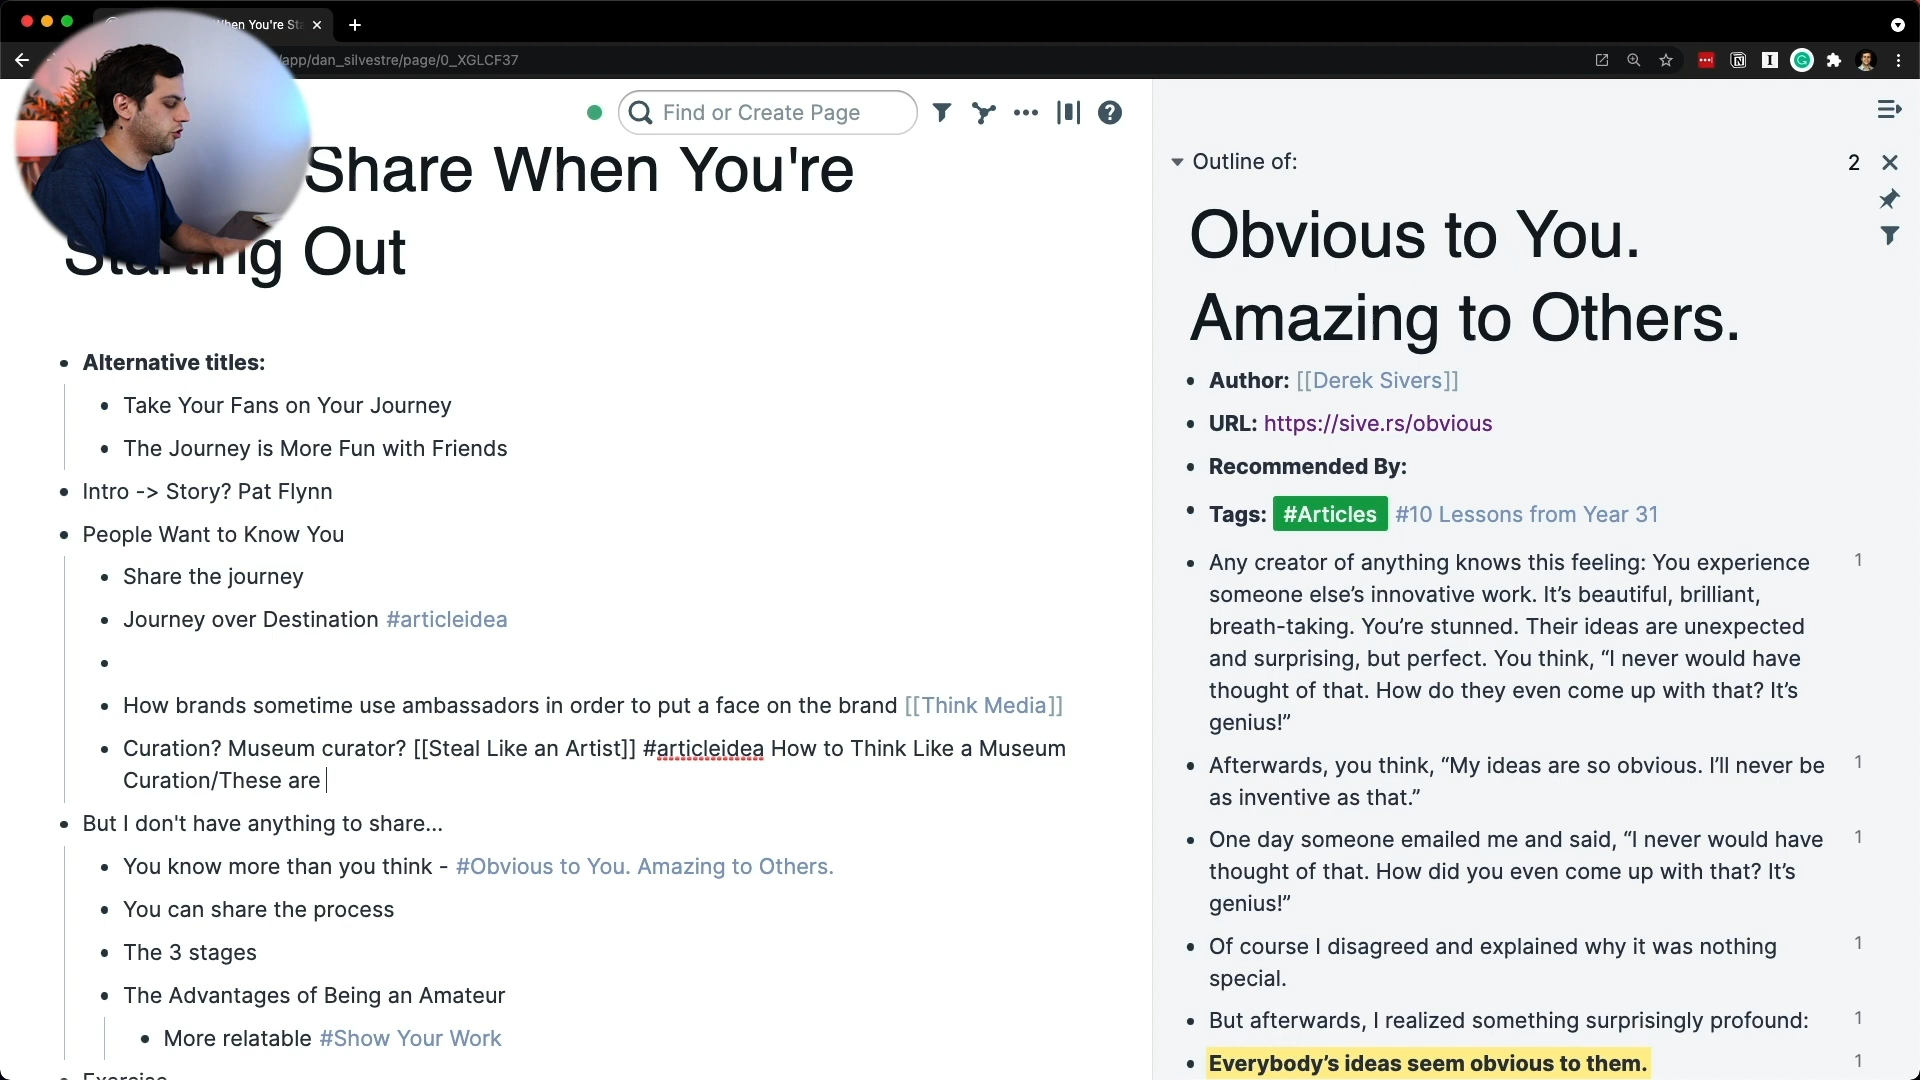 When You're Sta
/app/dan_silvestre/page/0_XGLCF37
Find or Create Page
Share When You're
Starting Out
Alternative titles:
Take Your Fans on Your Journey
The Journey is More Fun with Friends
Intro -> Story? Pat Flynn
People Want to Know You
Share the journey
Journey over Destination #articleidea
How brands sometime use ambassadors in order to put a face on the brand [[Think Media]]
Curation? Museum curator? [[Steal Like an Artist]] #articleidea How to Think Like a Museum
Curation/These are
But I don't have anything to share...
You know more than you think - #Obvious to You. Amazing to Others.
You can share the process
The 3 stages
The Advantages of Being an Amateur
More relatable #Show Your Work
Exercise
Outline of:
2
Obvious to You.
Amazing to Others.
Author: [[Derek Sivers]]
URL: https://sive.rs/obvious
Recommended By:
Tags: #Articles #10 Lessons from Year 31
Any creator of anything knows this feeling: You experience 1
someone else’s innovative work. It’s beautiful, brilliant,
breath-taking. You’re stunned. Their ideas are unexpected
and surprising, but perfect. You think, “I never would have
thought of that. How do they even come up with that? It’s
genius!”
Afterwards, you think, “My ideas are so obvious. I’ll never be 1
as inventive as that.”
One day someone emailed me and said, “I never would have 1
thought of that. How did you even come up with that? It’s
genius!”
Of course I disagreed and explained why it was nothing 1
special.
But afterwards, I realized something surprisingly profound: 1
Everybody’s ideas seem obvious to them. 1